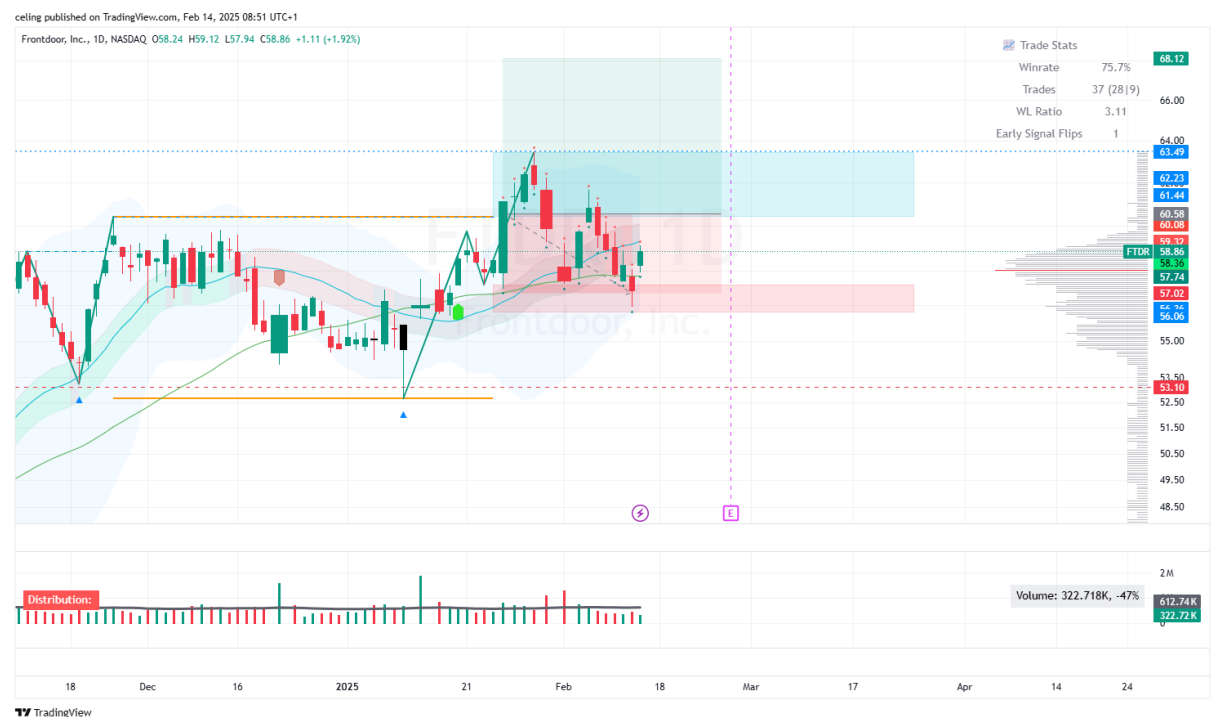 celing published on TradingView.com, Feb 14, 2025 08:51 UTC+1
Frontdoor, Inc., 1D, NASDAQ O58.24 H59.12 L57.94 C58.86 +1.11 (+1.92%)
Trade Stats
Winrate 75.7%
Trades 37 (28|9)
WL Ratio 3.11
Early Signal Flips 1
68.12
66.00
64.00
63.49
62.23
61.44
60.58
60.08
59.32
FTDR 58.86
58.36
57.74
57.02
56.06
55.00
53.50
53.10
52.50
51.50
50.50
49.50
48.50
Frontdoor, Inc.
E
Distribution:
2M
Volume: 322.718K, -47%
612.74K
322.72K
0
18 Dec 16 2025 21 Feb 18 Mar 17 Apr 14 24
TradingView